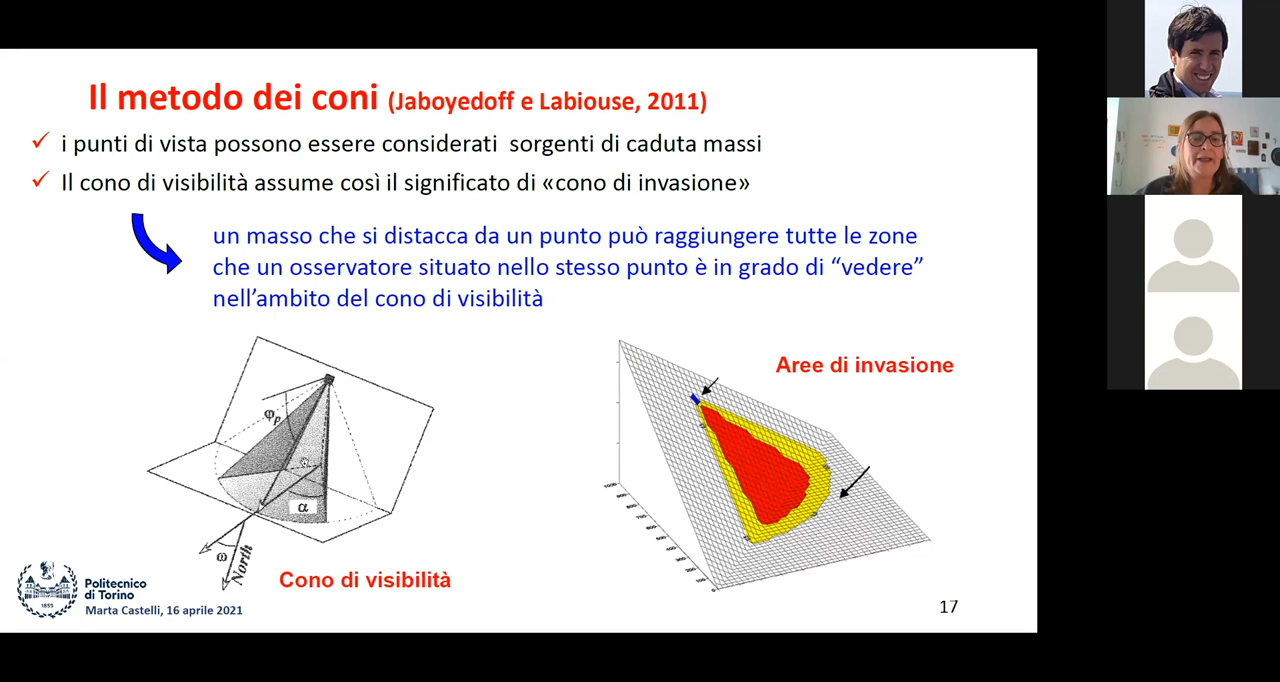 Il metodo dei coni (Jaboyedoff e Labiouse, 2011)
✓ i punti di vista possono essere considerati sorgenti di caduta massi
✓ Il cono di visibilità assume così il significato di «cono di invasione»
un masso che si distacca da un punto può raggiungere tutte le zone
che un osservatore situato nello stesso punto è in grado di “vedere”
nell’ambito del cono di visibilità
Aree di invasione
φp
α
ω
North
Cono di visibilità
Politecnico
di Torino
1859
Marta Castelli, 16 aprile 2021
17